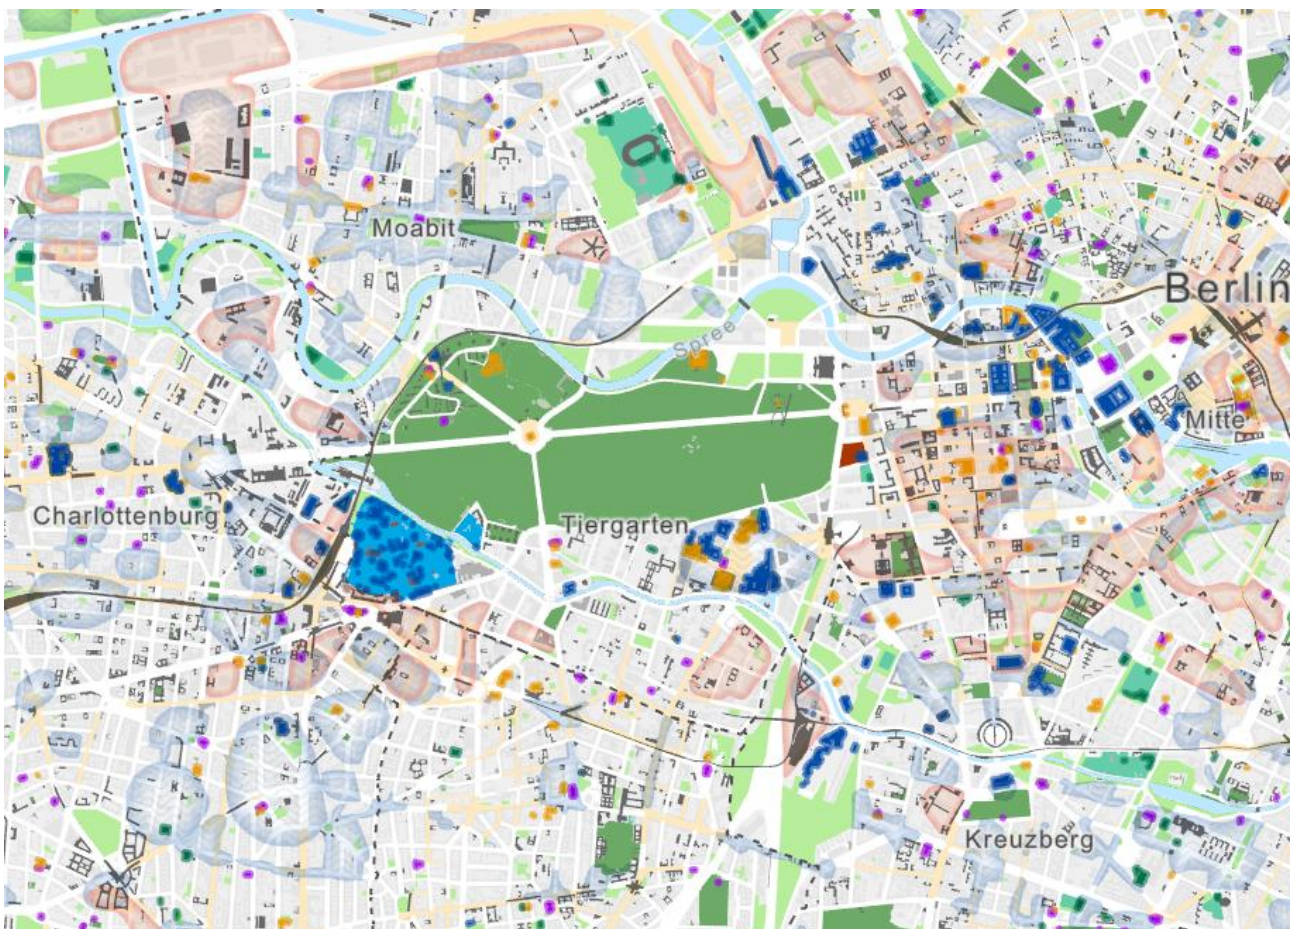 Moabit
Berlin
Spree
Mitte
Charlottenburg
Tiergarten
Kreuzberg